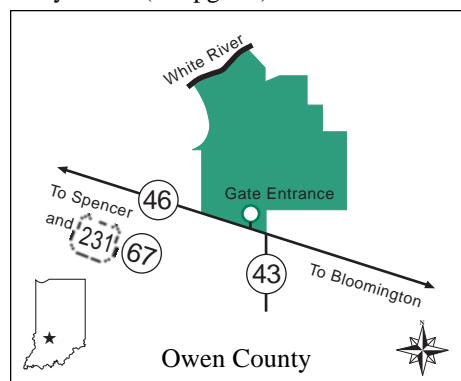 White River
Gate Entrance
46
To Spencer
and 231 67
43
To Bloomington
Owen County